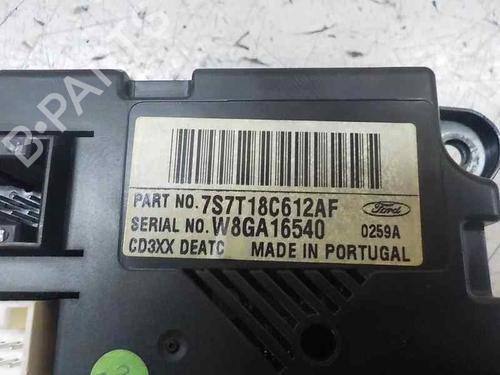 B-PARTS
PART NO. 7S7T18C612AF
Ford
SERIAL NO. W8GA16540
0259A
CD3XX DEATC MADE IN PORTUGAL